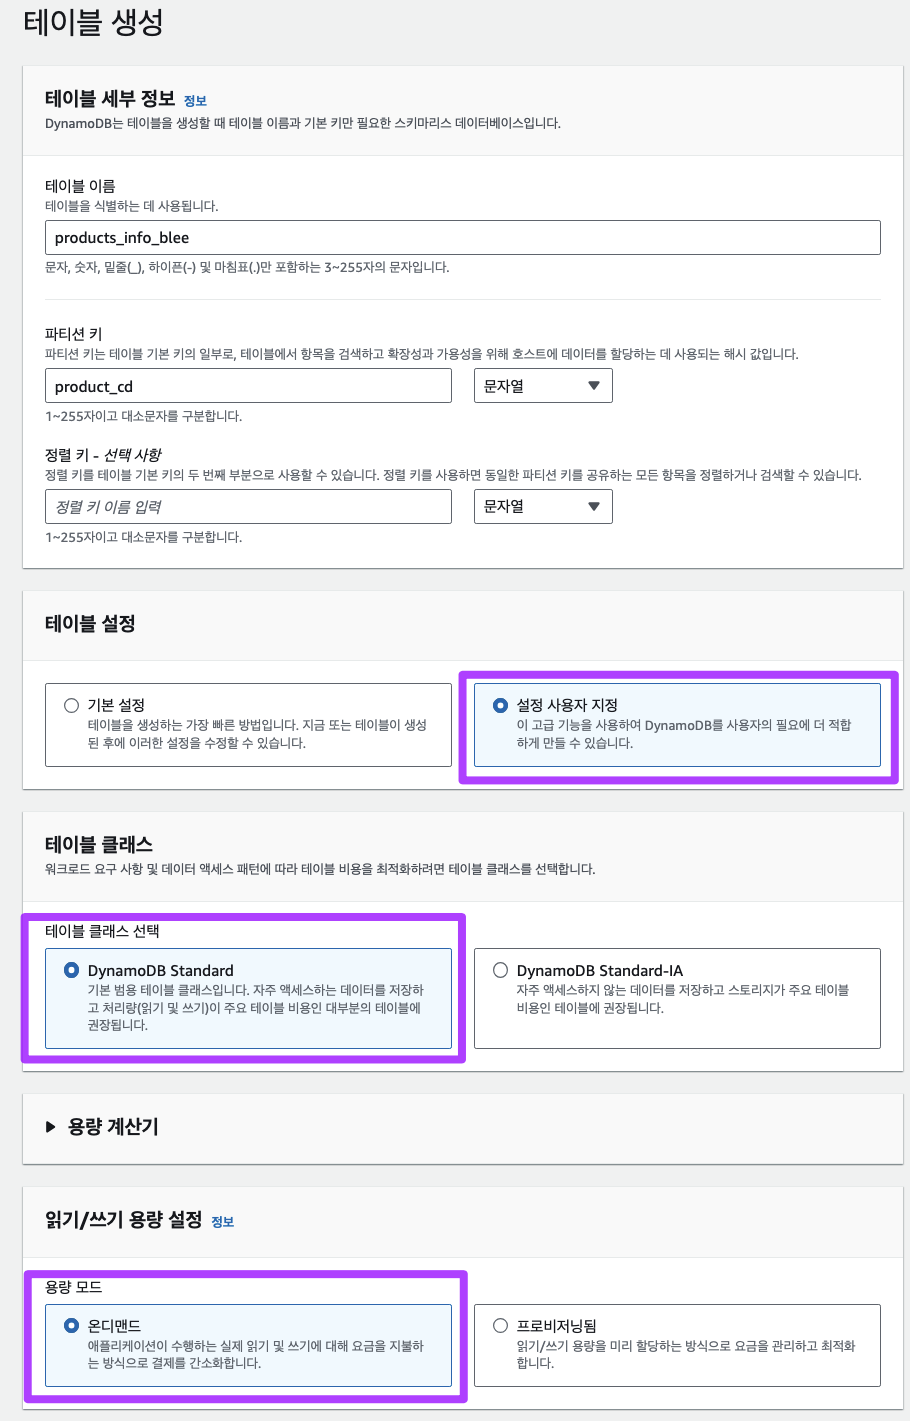 테이블 생성
테이블 세부 정보 정보
DynamoDB는 테이블을 생성할 때 테이블 이름과 기본 키만 필요한 스키마리스 데이터베이스입니다.
테이블 이름
테이블을 식별하는 데 사용됩니다.
products_info_blee
문자, 숫자, 밑줄(_), 하이픈(-) 및 마침표(.)만 포함하는 3~255자의 문자입니다.
파티션 키
파티션 키는 테이블 기본 키의 일부로, 테이블에서 항목을 검색하고 확장성과 가용성을 위해 호스트에 데이터를 할당하는 데 사용되는 해시 값입니다.
product_cd 문자열
1~255자이고 대소문자를 구분합니다.
정렬 키 - 선택 사항
정렬 키를 테이블 기본 키의 두 번째 부분으로 사용할 수 있습니다. 정렬 키를 사용하면 동일한 파티션 키를 공유하는 모든 항목을 정렬하거나 검색할 수 있습니다.
정렬 키 이름 입력 문자열
1~255자이고 대소문자를 구분합니다.
테이블 설정
기본 설정
테이블을 생성하는 가장 빠른 방법입니다. 지금 또는 테이블이 생성
된 후에 이러한 설정을 수정할 수 있습니다.
설정 사용자 지정
이 고급 기능을 사용하여 DynamoDB를 사용자의 필요에 더 적합
하게 만들 수 있습니다.
테이블 클래스
워크로드 요구 사항 및 데이터 액세스 패턴에 따라 테이블 비용을 최적화하려면 테이블 클래스를 선택합니다.
테이블 클래스 선택
DynamoDB Standard
기본 범용 테이블 클래스입니다. 자주 액세스하는 데이터를 저장하
고 처리량(읽기 및 쓰기)이 주요 테이블 비용인 대부분의 테이블에
권장됩니다.
DynamoDB Standard-IA
자주 액세스하지 않는 데이터를 저장하고 스토리지가 주요 테이블
비용인 테이블에 권장됩니다.
용량 계산기
읽기/쓰기 용량 설정 정보
용량 모드
온디맨드
애플리케이션이 수행하는 실제 읽기 및 쓰기에 대해 요금을 지불하
는 방식으로 결제를 간소화합니다.
프로비저닝됨
읽기/쓰기 용량을 미리 할당하는 방식으로 요금을 관리하고 최적화
합니다.